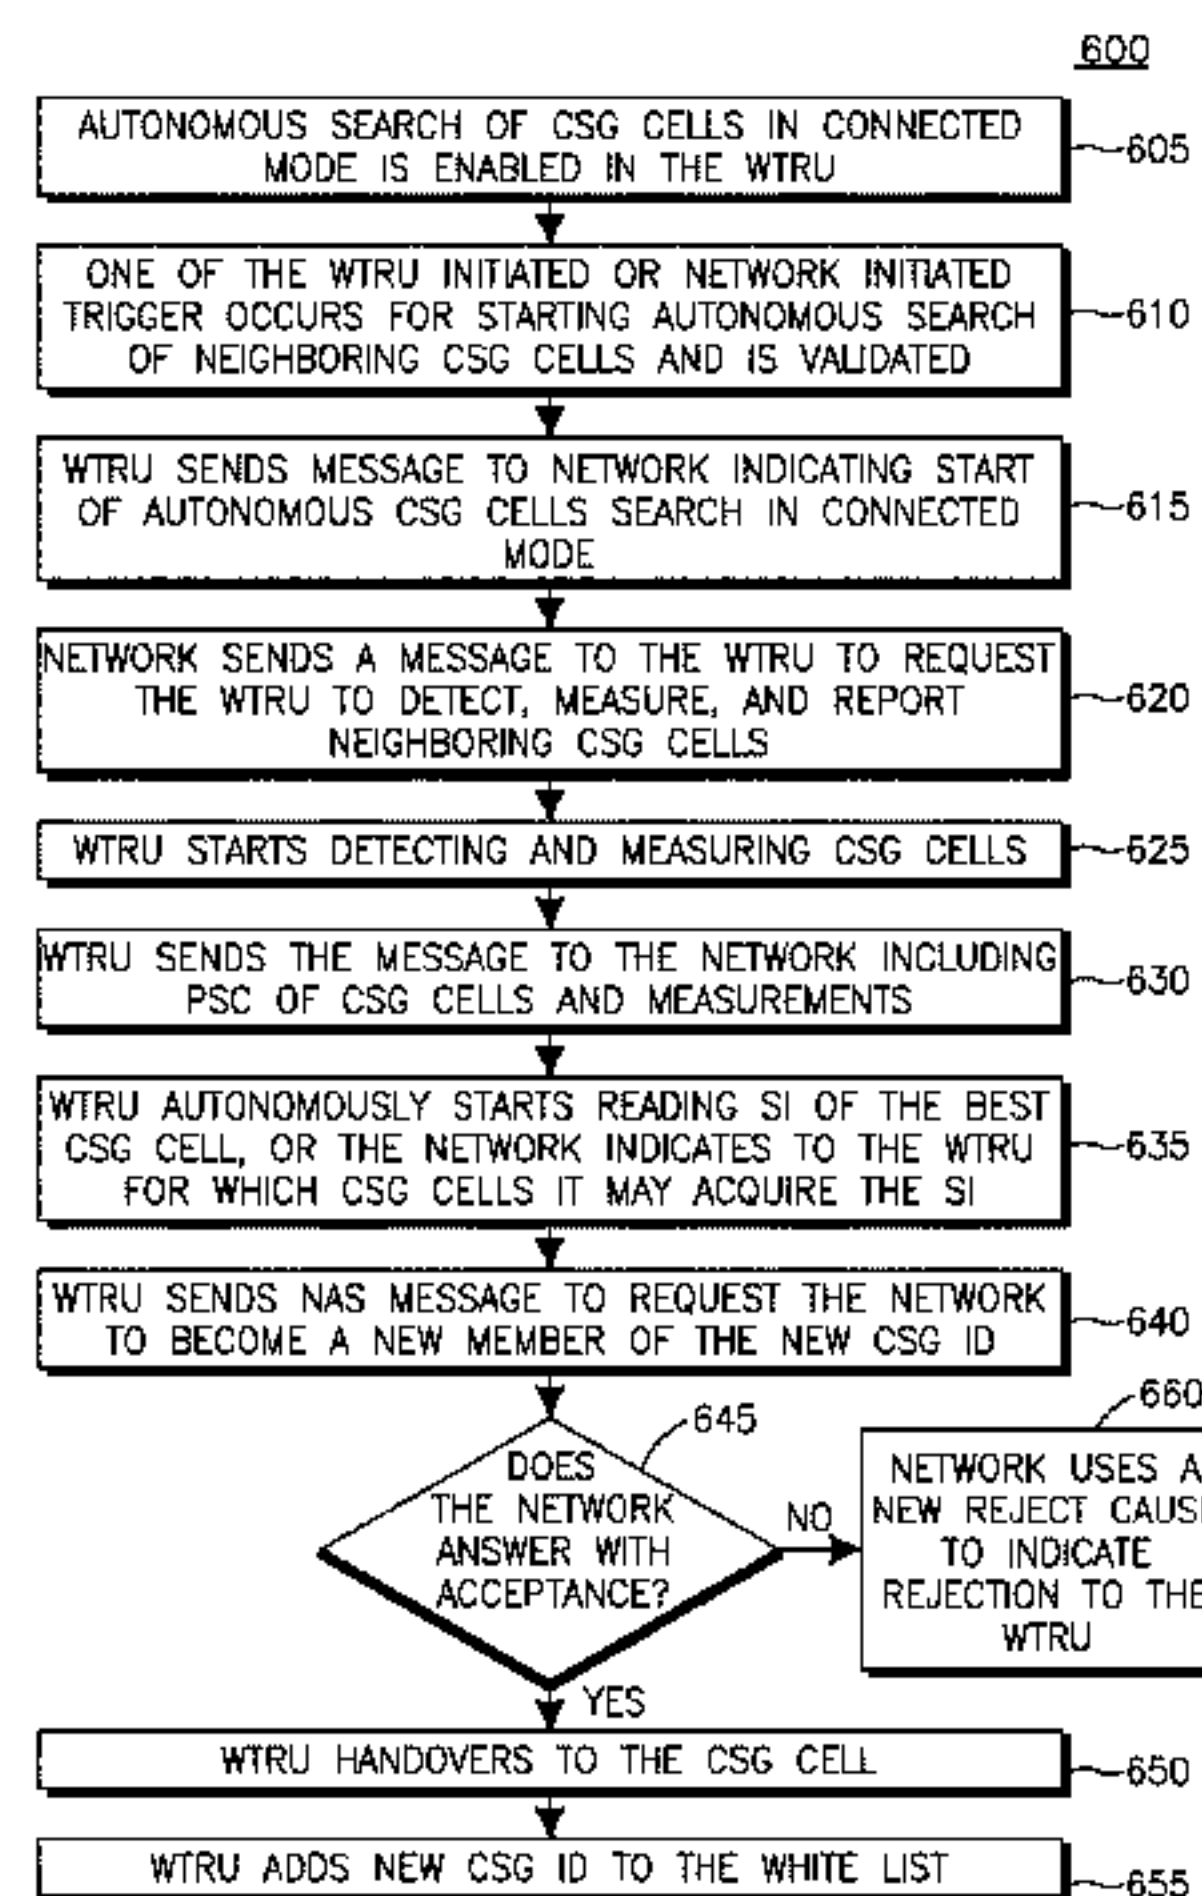 600
AUTONOMOUS SEARCH OF CSG CELLS IN CONNECTED
MODE IS ENABLED IN THE WTRU
605
ONE OF THE WTRU INITIATED OR NETWORK INITIATED
TRIGGER OCCURS FOR STARTING AUTONOMOUS SEARCH
OF NEIGHBORING CSG CELLS AND IS VALIDATED
610
WTRU SENDS MESSAGE TO NETWORK INDICATING START
OF AUTONOMOUS CSG CELLS SEARCH IN CONNECTED
MODE
615
NETWORK SENDS A MESSAGE TO THE WTRU TO REQUEST
THE WTRU TO DETECT, MEASURE, AND REPORT
NEIGHBORING CSG CELLS
620
WTRU STARTS DETECTING AND MEASURING CSG CELLS
625
WTRU SENDS THE MESSAGE TO THE NETWORK INCLUDING
PSC OF CSG CELLS AND MEASUREMENTS
630
WTRU AUTONOMOUSLY STARTS READING SI OF THE BEST
CSG CELL, OR THE NETWORK INDICATES TO THE WTRU
FOR WHICH CSG CELLS IT MAY ACQUIRE THE SI
635
WTRU SENDS NAS MESSAGE TO REQUEST THE NETWORK
TO BECOME A NEW MEMBER OF THE NEW CSG ID
640
DOES
THE NETWORK
ANSWER WITH
ACCEPTANCE?
645
NO
NETWORK USES A
NEW REJECT CAUSE
TO INDICATE
REJECTION TO THE
WTRU
660
YES
WTRU HANDOVERS TO THE CSG CELL
650
WTRU ADDS NEW CSG ID TO THE WHITE LIST
655